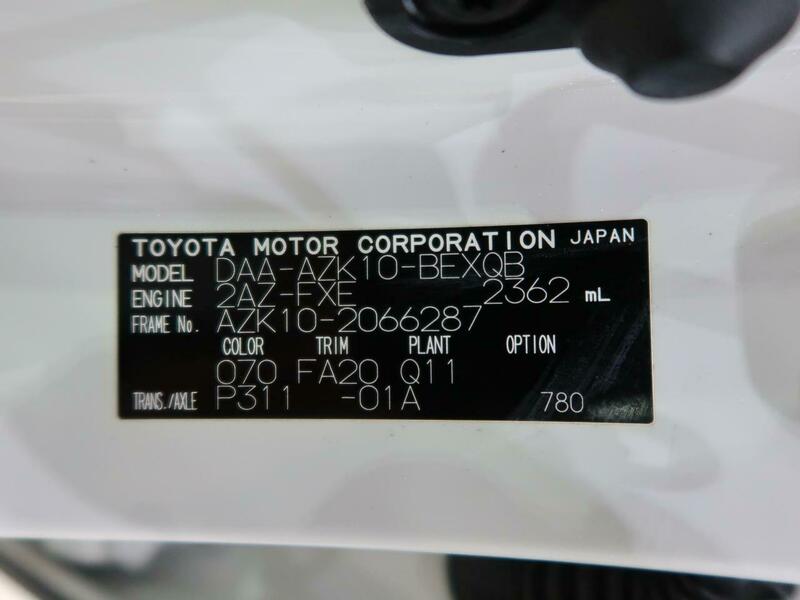 TOYOTA MOTOR CORPORATION JAPAN
MODEL DAA-AZK10-BEXQB
ENGINE 2AZ-FXE 2362 mL
FRAME No. AZK10-2066287
COLOR TRIM PLANT OPTION
070 FA20 Q11
TRANS./AXLE P311 -01A 780